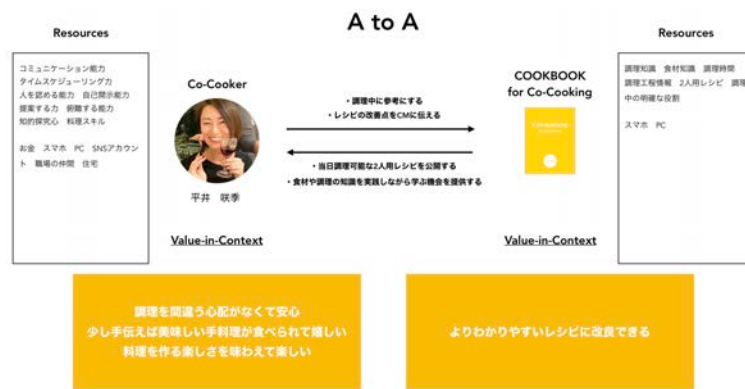 A to A
Resources
コミュニケーション能力
タイムスケジューリング力
人を認める能力 自己開示能力
提案する力 俯瞰する能力
知的探究心 料理スキル
お金 スマホ PC SNSアカウン
ト 職場の仲間 住宅
Co-Cooker
平井 咲季
Value-in-Context
・調理中に参考にする
・レシピの改善点をCMに伝える
・当日調理可能な2人用レシピを公開する
・食材や調理の知識を実践しながら学ぶ機会を提供する
COOKBOOK
for Co-Cooking
Value-in-Context
Resources
調理知識 食材知識 調理時間
調理工程情報 2人用レシピ 調理
中の明確な役割
スマホ PC
調理を間違う心配がなくて安心
少し手伝えば美味しい手料理が食べられて嬉しい
料理を作る楽しさを味わえて楽しい
よりわかりやすいレシピに改良できる